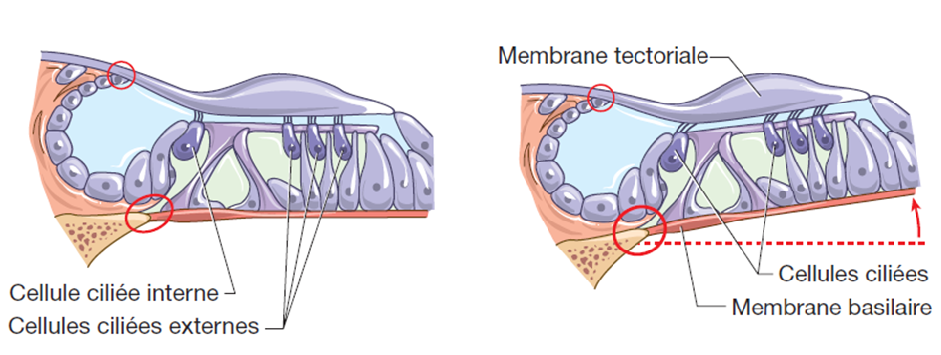 Cellule ciliée interne
Cellules ciliées externes
Membrane tectoriale
Cellules ciliées
Membrane basilaire